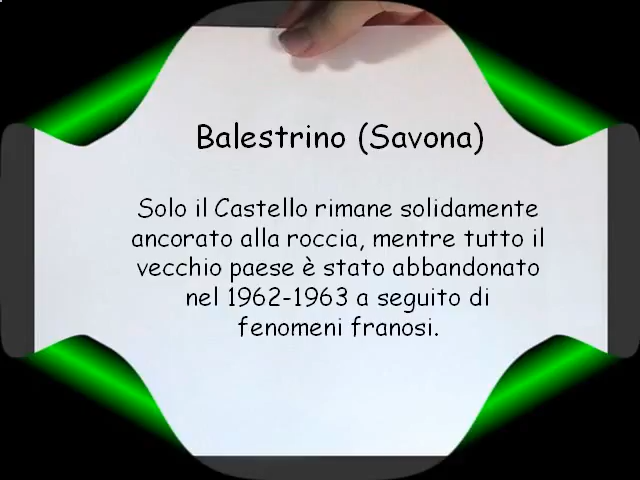 Balestrino (Savona)
Solo il Castello rimane solidamente
ancorato alla roccia, mentre tutto il
vecchio paese è stato abbandonato
nel 1962-1963 a seguito di
fenomeni franosi.